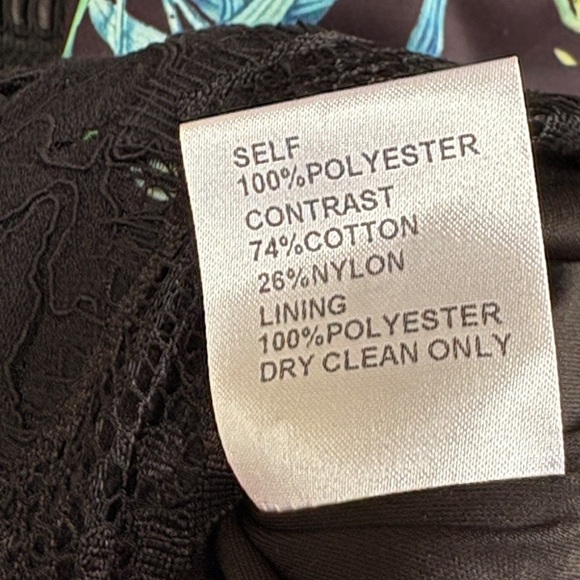 SELF
100%POLYESTER
CONTRAST
74%COTTON
26%NYLON
LINING
100%POLYESTER
DRY CLEAN ONLY